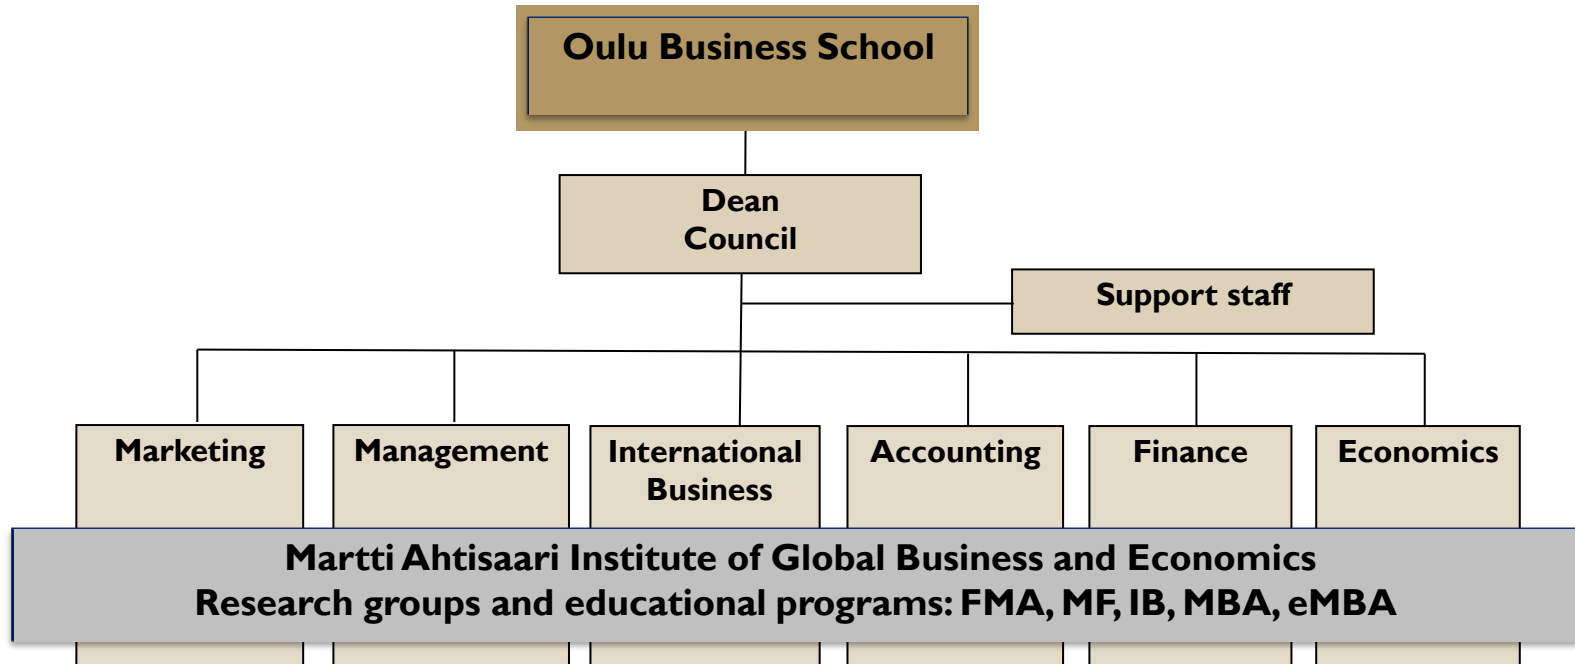 Oulu Business School
Dean
Council
Support staff
Marketing
Management
International
Business
Accounting
Finance
Economics
Martti Ahtisaari Institute of Global Business and Economics
Research groups and educational programs: FMA, MF, IB, MBA, eMBA